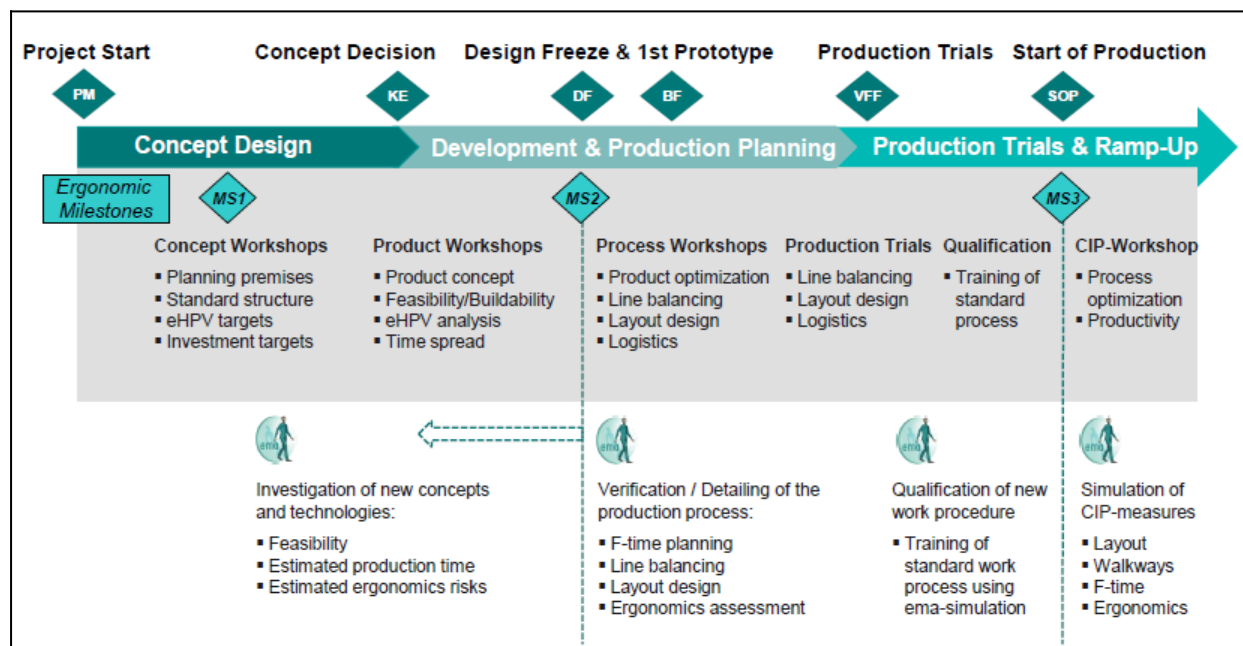 Project Start
Concept Decision
Design Freeze & 1st Prototype
Production Trials
Start of Production
PM
KE
DF
BF
VFF
SOP
Concept Design
Development & Production Planning
Production Trials & Ramp-Up
Ergonomic
Milestones
MS1
MS2
MS3
Concept Workshops
▪ Planning premises
▪ Standard structure
▪ eHPV targets
▪ Investment targets
Product Workshops
▪ Product concept
▪ Feasibility/Buildability
▪ eHPV analysis
▪ Time spread
Process Workshops
▪ Product optimization
▪ Line balancing
▪ Layout design
▪ Logistics
Production Trials
▪ Line balancing
▪ Layout design
▪ Logistics
Qualification
▪ Training of
standard
process
CIP-Workshop
▪ Process
optimization
▪ Productivity
ema
Investigation of new concepts
and technologies:
▪ Feasibility
▪ Estimated production time
▪ Estimated ergonomics risks
ema
Verification / Detailing of the
production process:
▪ F-time planning
▪ Line balancing
▪ Layout design
▪ Ergonomics assessment
ema
Qualification of new
work procedure
▪ Training of
standard work
process using
ema-simulation
ema
Simulation of
CIP-measures
▪ Layout
▪ Walkways
▪ F-time
▪ Ergonomics